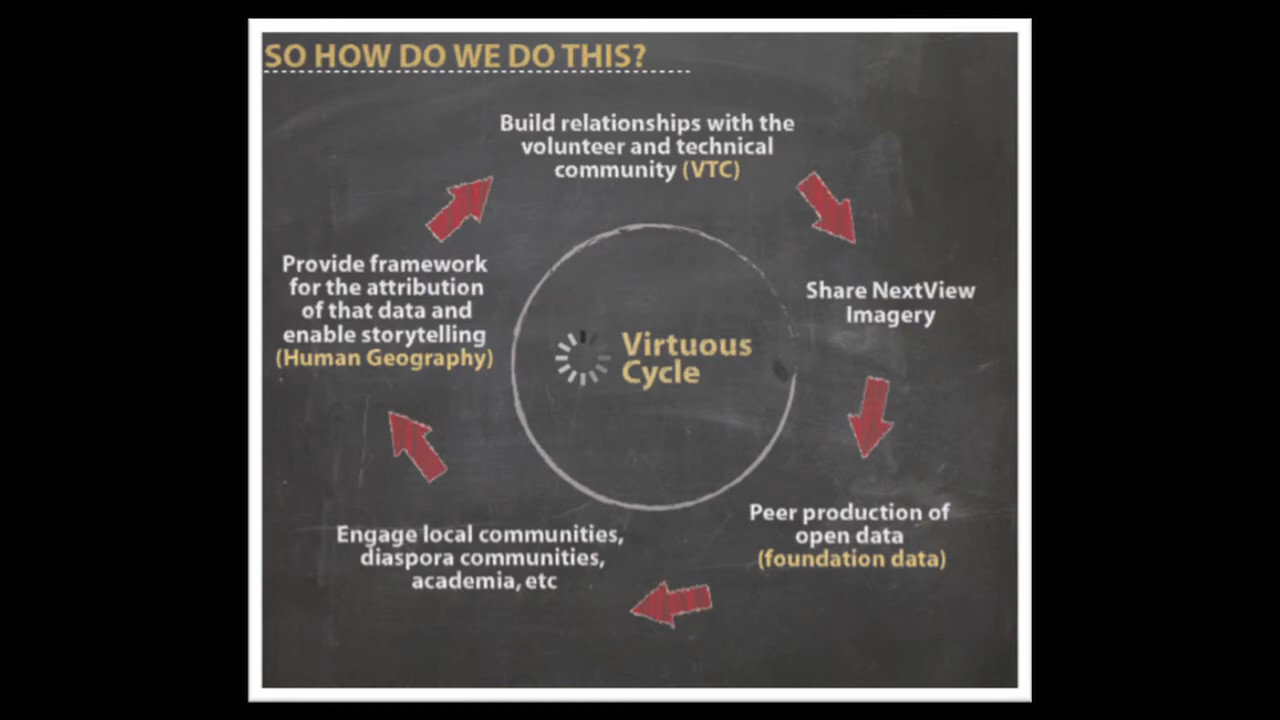 SO HOW DO WE DO THIS?
Build relationships with the
volunteer and technical
community (VTC)
Share NextView
Imagery
Peer production of
open data
(foundation data)
Engage local communities,
diaspora communities,
academia, etc
Provide framework
for the attribution
of that data and
enable storytelling
(Human Geography)
Virtuous
Cycle